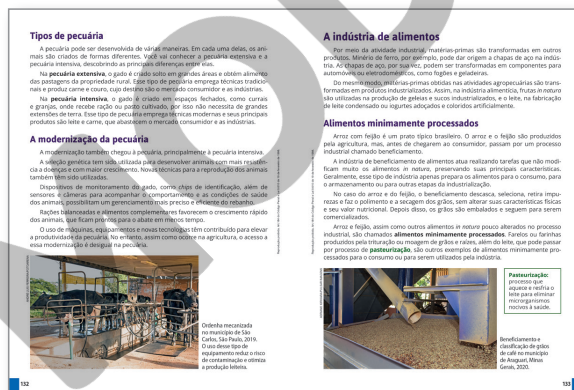 Tipos de pecuária
A pecuária pode ser desenvolvida de várias maneiras. Em cada uma delas, os ani-
mais são criados de formas diferentes. Você vai conhecer a pecuária extensiva e a
pecuária intensiva, descobrindo as principais diferenças entre elas.
Na pecuária extensiva, o gado é criado solto em grandes áreas e obtém alimento
das pastagens da propriedade rural. Esse tipo de pecuária emprega técnicas tradicio-
nais e produz carne e couro, cujo destino são o mercado consumidor e as indústrias.
Na pecuária intensiva, o gado é criado em espaços fechados, como currais
e granjas, onde recebe ração ou pasto cultivado, por isso não necessita de grandes
extensões de terra. Esse tipo de pecuária emprega técnicas modernas e seus principais
produtos são leite e carne, que abastecem o mercado consumidor e as indústrias.
A modernização da pecuária
A modernização também chegou à pecuária, principalmente à pecuária intensiva.
A seleção genética tem sido utilizada para desenvolver animais com mais resistên-
cia a doenças e com maior crescimento. Novas técnicas para a reprodução dos animais
também têm sido utilizadas.
Dispositivos de monitoramento do gado, como chips de identificação, além de
sensores e câmeras para acompanhar o comportamento e as condições de saúde
dos animais, possibilitam um gerenciamento mais preciso e eficiente do rebanho.
Rações balanceadas e alimentos complementares favorecem o crescimento rápido
dos animais, que ficam prontos para o abate em menos tempo.
O uso de máquinas, equipamentos e novas tecnologias têm contribuído para elevar
a produtividade da pecuária. No entanto, assim como ocorre na agricultura, o acesso a
essa modernização é desigual na pecuária.
Ordenha mecanizada
no município de São
Carlos, São Paulo, 2019.
O uso desse tipo de
equipamento reduz o risco
de contaminação e otimiza
a produção leiteira.
132
A indústria de alimentos
Por meio da atividade industrial, matérias-primas são transformadas em outros
produtos. Minério de ferro, por exemplo, pode dar origem a chapas de aço na indús-
tria. As chapas de aço, por sua vez, podem ser transformadas em componentes para
automóveis ou eletrodomésticos, como fogões e geladeiras.
Do mesmo modo, matérias-primas obtidas nas atividades agropecuárias são trans-
formadas em produtos industrializados. Assim, na indústria alimentícia, frutas in natura
são utilizadas na produção de geleias e sucos industrializados, e o leite, na fabricação
de leite condensado ou iogurtes adoçados e coloridos artificialmente.
Alimentos minimamente processados
Arroz com feijão é um prato típico brasileiro. O arroz e o feijão são produzidos
pela agricultura, mas, antes de chegarem ao consumidor, passam por um processo
industrial chamado beneficiamento.
A indústria de beneficiamento de alimentos atua realizando tarefas que não modi-
ficam muito os alimentos in natura, preservando suas principais características.
Geralmente, esse tipo de indústria apenas prepara os alimentos para o consumo, para
o armazenamento ou para outras etapas da industrialização.
No caso do arroz e do feijão, o beneficiamento descasca, seleciona, retira impu-
rezas e faz o polimento e a secagem dos grãos, sem alterar suas características físicas
e seu valor nutricional. Depois disso, os grãos são embalados e seguem para serem
comercializados.
Arroz e feijão, assim como outros alimentos in natura pouco alterados no processo
industrial, são chamados alimentos minimamente processados. Farelos ou farinhas
produzidos pela trituração ou moagem de grãos e raízes, além do leite, que pode passar
por processo de pasteurização, são outros exemplos de alimentos minimamente pro-
cessados para o consumo ou para serem utilizados pela indústria.
Pasteurização:
processo que
aquece e resfria o
leite para eliminar
microrganismos
nocivos à saúde.
Beneficiamento e
classificação de grãos
de café no município
de Araguari, Minas
Gerais, 2020.
133